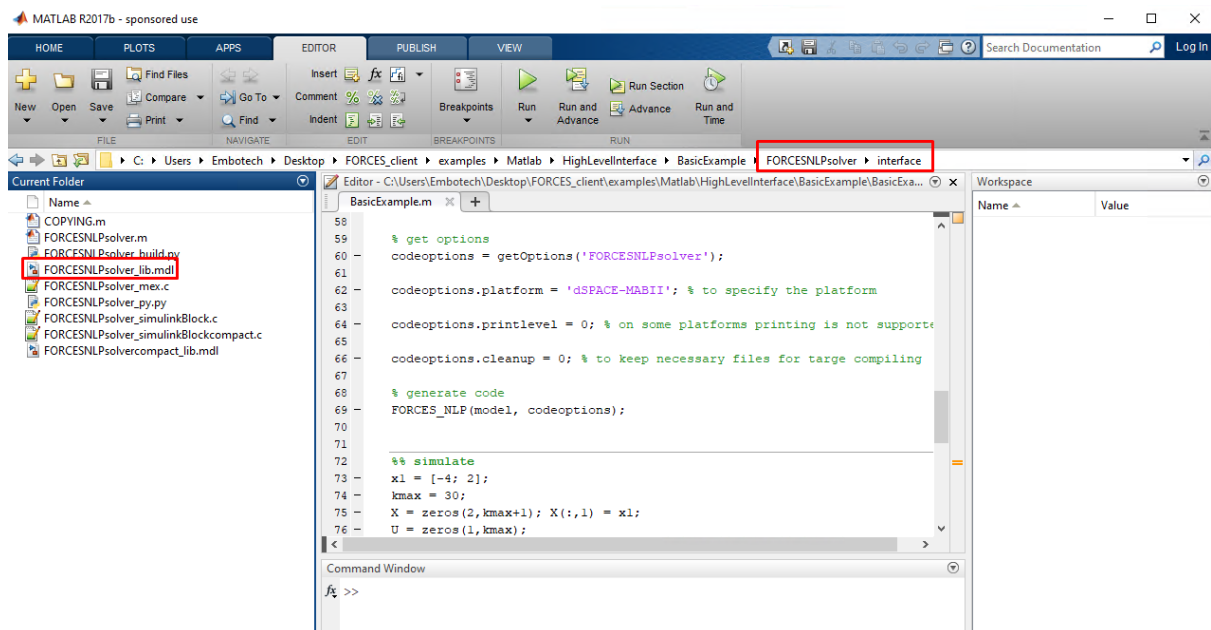 MATLAB R2017b - sponsored use
HOME PLOTS APPS EDITOR PUBLISH VIEW Search Documentation Log In
Find Files Insert fx
New Open Save Compare Go To Comment Breakpoints Run Run and Advance Run Section Advance Run and Time
Print Find Indent
FILE NAVIGATE EDIT BREAKPOINTS RUN
C: Users Embotech Desktop FORCES_client examples Matlab HighLevelInterface BasicExample FORCESNLPsolver interface
Current Folder
Name
COPYING.m
FORCESNLPsolver.m
FORCESNLPsolver_build.py
FORCESNLPsolver_lib.mdl
FORCESNLPsolver_mex.c
FORCESNLPsolver_py.py
FORCESNLPsolver_simulinkBlock.c
FORCESNLPsolver_simulinkBlockcompact.c
FORCESNLPsolvercompact_lib.mdl
Editor - C:\Users\Embotech\Desktop\FORCES_client\examples\Matlab\HighLevelInterface\BasicExample\BasicExa...
BasicExample.m
58
59 % get options
60 - codeoptions = getOptions('FORCESNLPsolver');
61
62 - codeoptions.platform = 'dSPACE-MABII'; % to specify the platform
63
64 - codeoptions.printlevel = 0; % on some platforms printing is not supporte
65
66 - codeoptions.cleanup = 0; % to keep necessary files for targe compiling
67
68 % generate code
69 - FORCES_NLP(model, codeoptions);
70
71
72 %% simulate
73 - x1 = [-4; 2];
74 - kmax = 30;
75 - X = zeros(2,kmax+1); X(:,1) = x1;
76 - U = zeros(1,kmax);
Command Window
fx >>
Workspace
Name Value